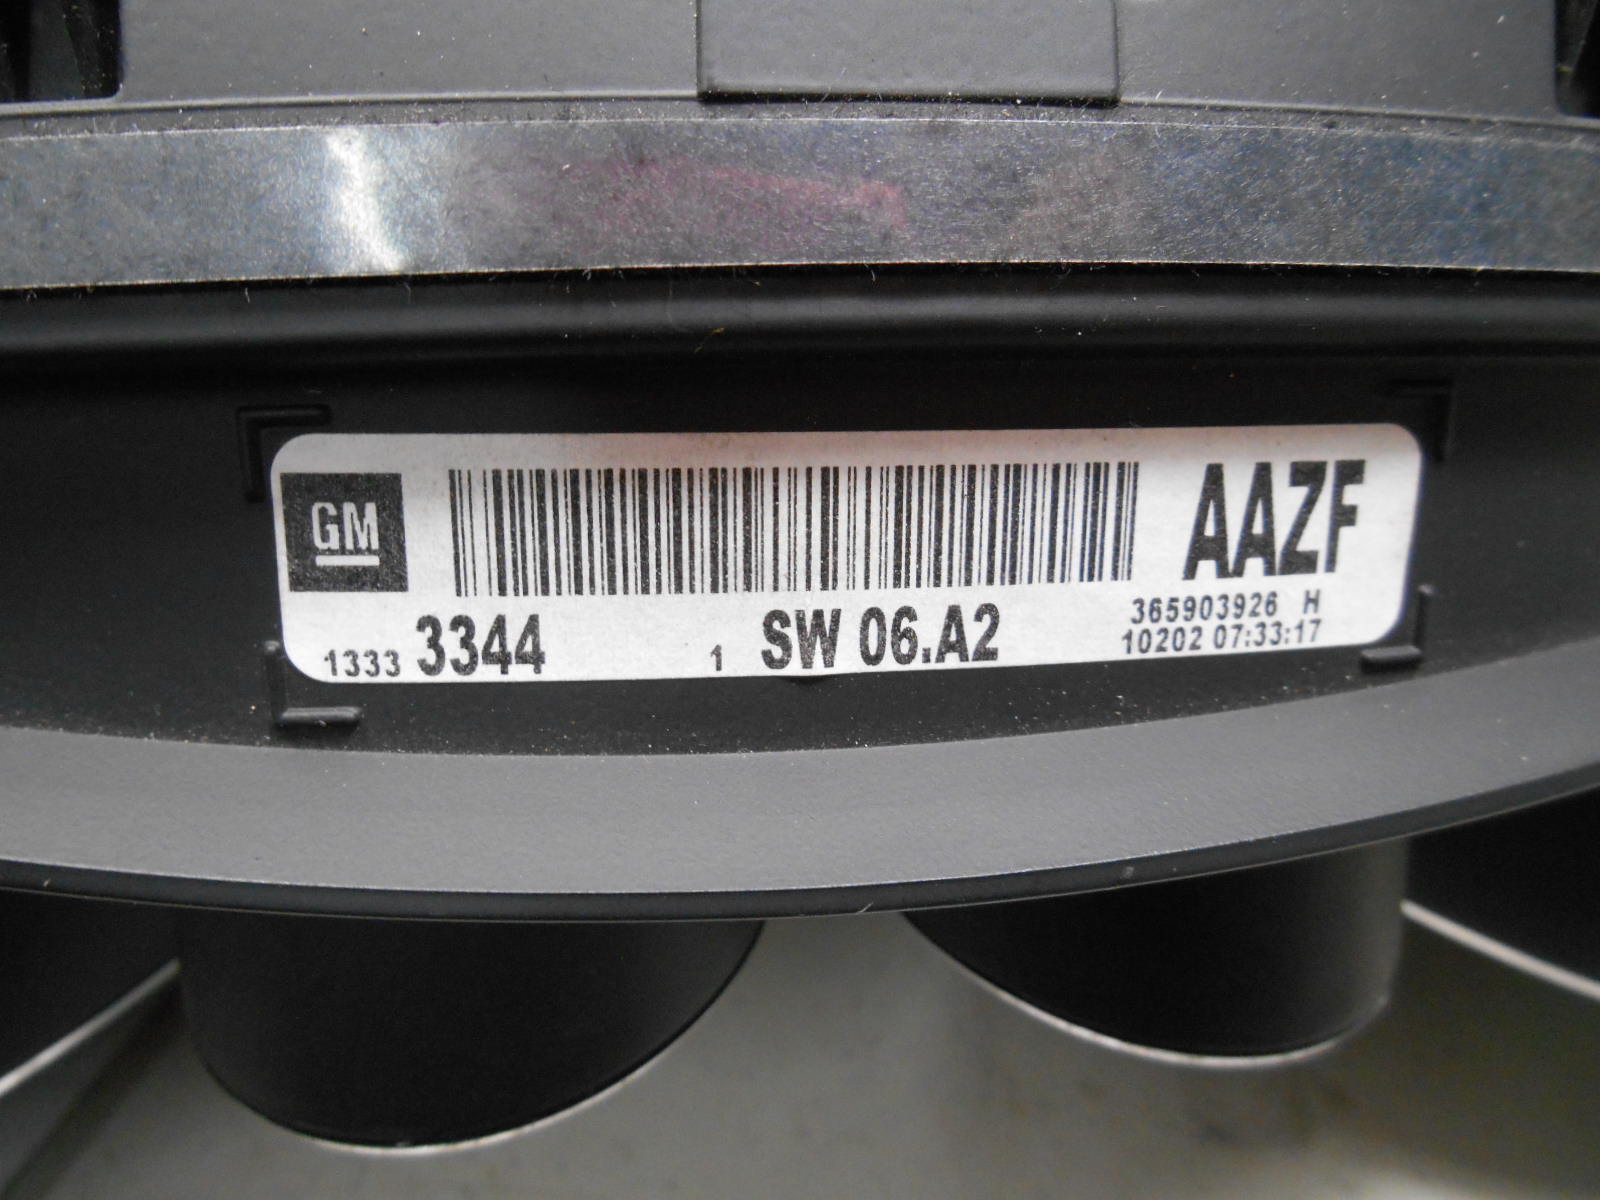 GM
AAZF
1333 3344 1 SW 06.A2
365903926 H
10202 07:33:17